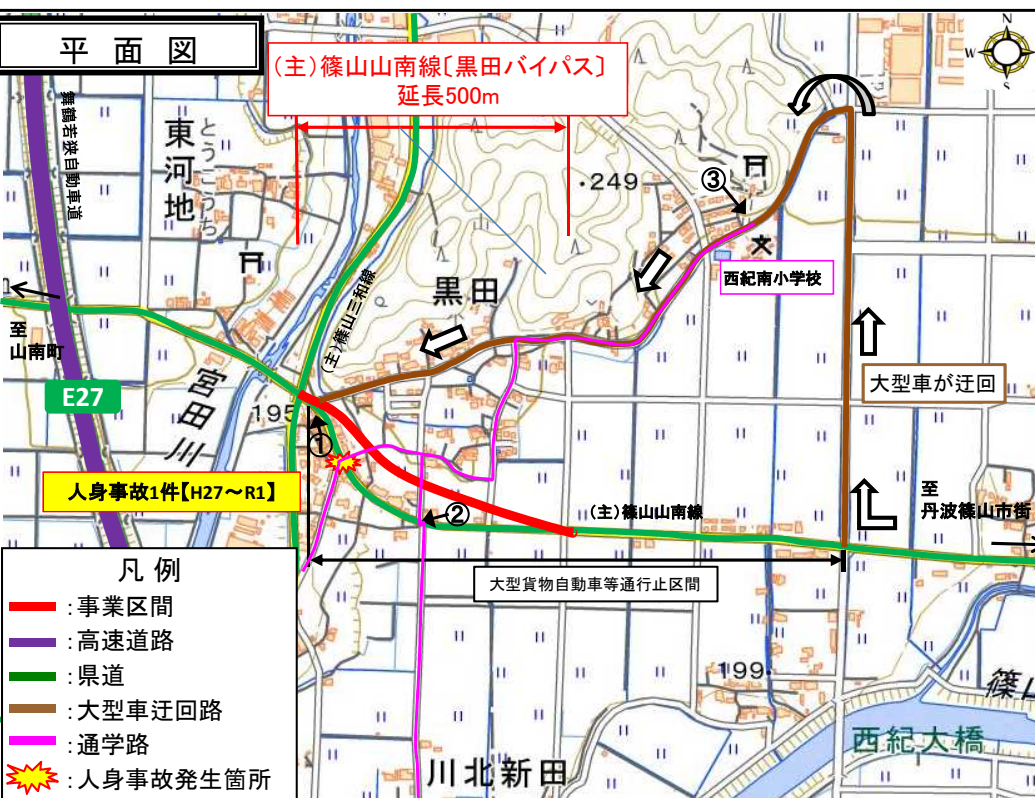 平面図
(主)篠山山南線〔黒田バイパス〕
延長500m
N
W
S
舞鶴若狭自動車道
東河地
とうこうち
・249
③
西紀南小学校
黒田
(主)篠山三和線
至
山南町
E27
宮田川
195
①
大型車が迂回
人身事故1件【H27～R1】
②
(主)篠山山南線
至
丹波篠山市街
大型貨物自動車等通行止区間
凡例
：事業区間
：高速道路
：県道
：大型車迂回路
：通学路
：人身事故発生箇所
199
篠山
西紀大橋
川北新田